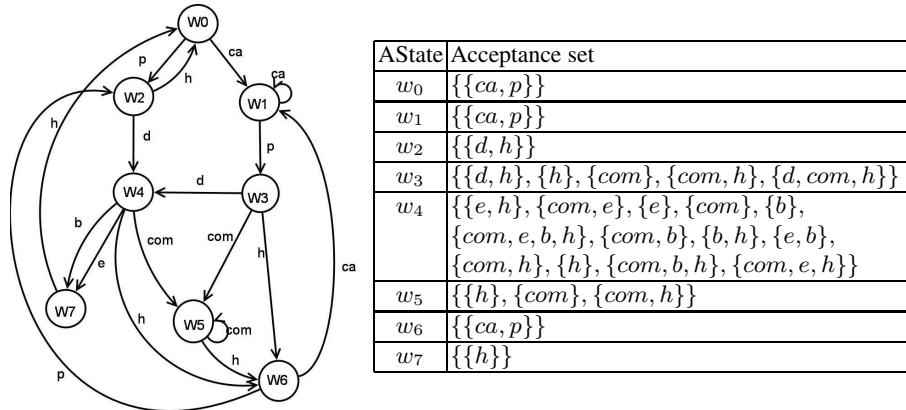 W0
ca
p
h
ca
W2
W1
h
d
p
W4
d
W3
b
com
com
e
h
ca
W7
W5
com
h
h
W6
p
AState Acceptance set
w0 {{ca, p}}
w1 {{ca, p}}
w2 {{d, h}}
w3 {{d, h}, {h}, {com}, {com, h}, {d, com, h}}
w4 {{e, h}, {com, e}, {e}, {com}, {b},
{com, e, b, h}, {com, b}, {b, h}, {e, b},
{com, h}, {h}, {com, b, h}, {com, e, h}}
w5 {{h}, {com}, {com, h}}
w6 {{ca, p}}
w7 {{h}}